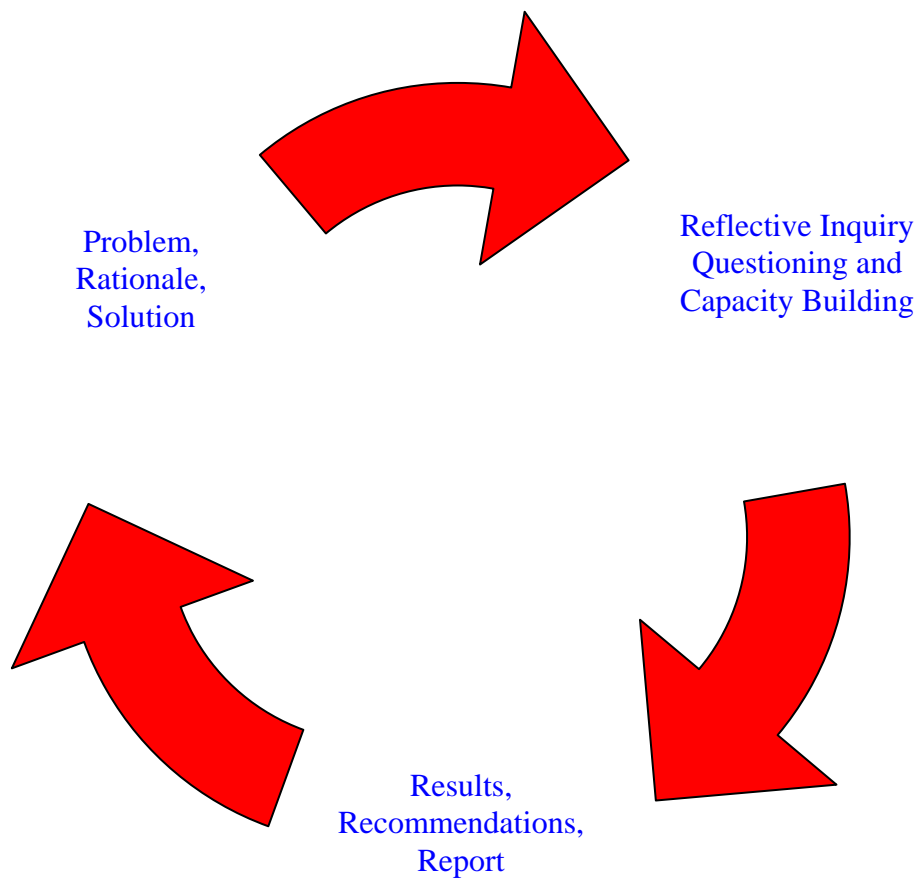 Problem,
Rationale,
Solution
Reflective Inquiry
Questioning and
Capacity Building
Results,
Recommendations,
Report